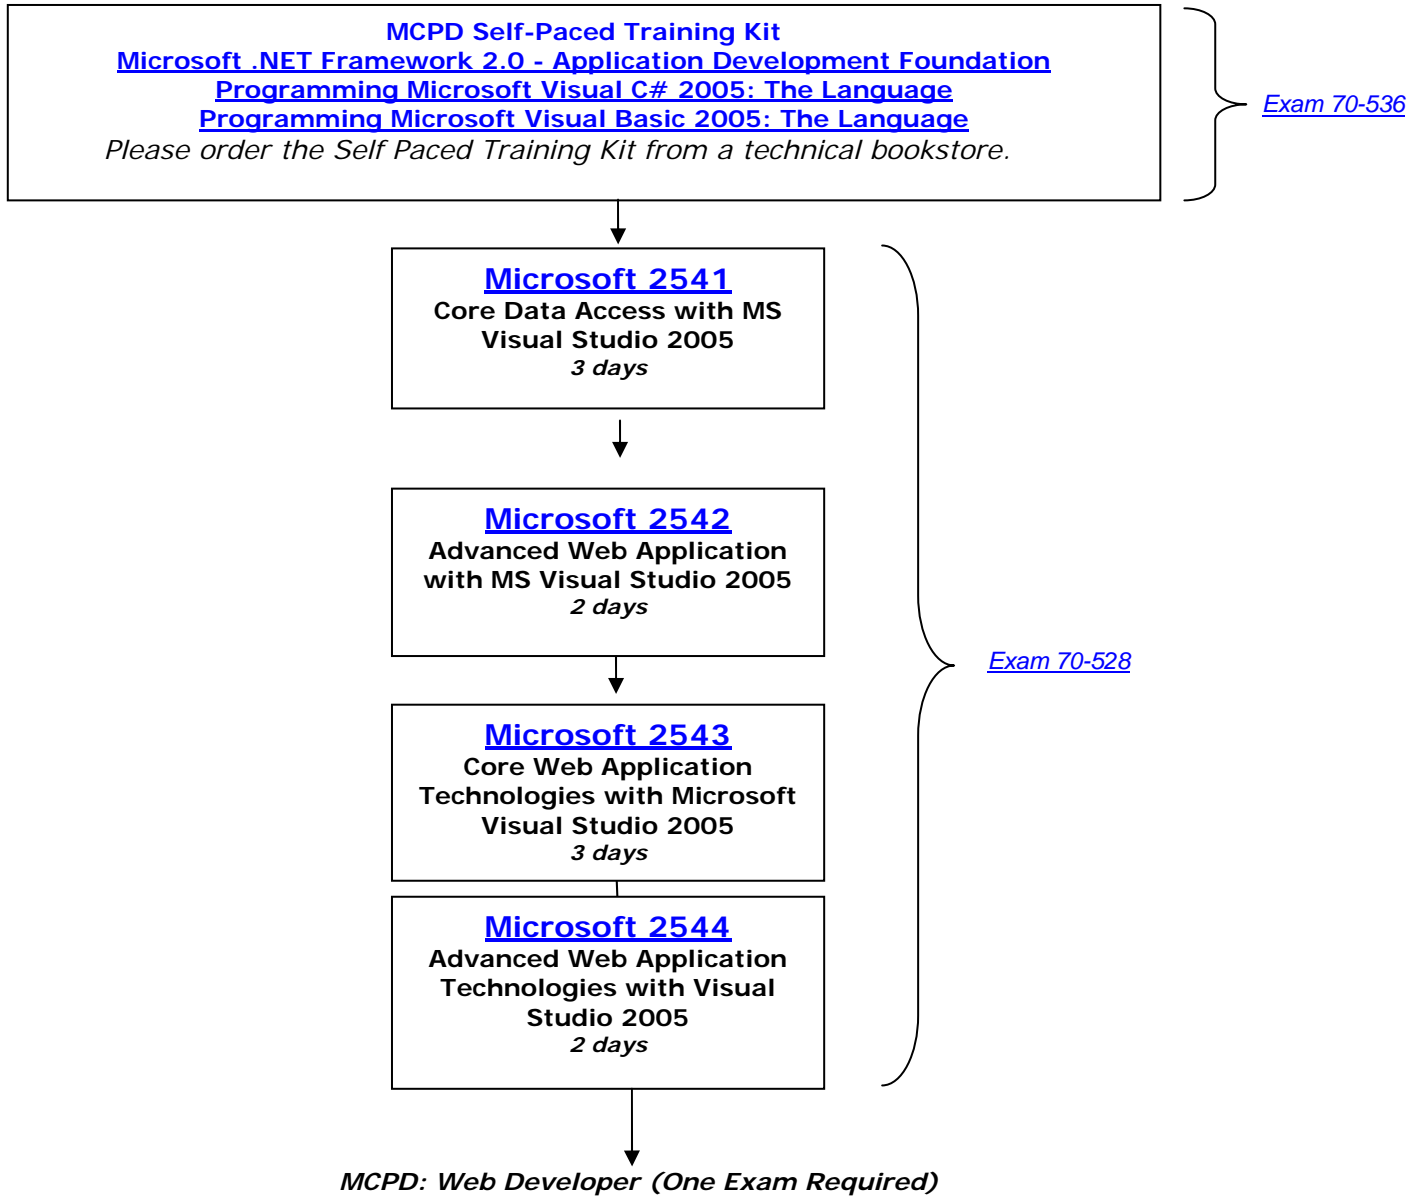 MCPD Self-Paced Training Kit
Microsoft .NET Framework 2.0 - Application Development Foundation
Programming Microsoft Visual C# 2005: The Language
Programming Microsoft Visual Basic 2005: The Language
Please order the Self Paced Training Kit from a technical bookstore.
Exam 70-536
Microsoft 2541
Core Data Access with MS
Visual Studio 2005
3 days
Microsoft 2542
Advanced Web Application
with MS Visual Studio 2005
2 days
Exam 70-528
Microsoft 2543
Core Web Application
Technologies with Microsoft
Visual Studio 2005
3 days
Microsoft 2544
Advanced Web Application
Technologies with Visual
Studio 2005
2 days
MCPD: Web Developer (One Exam Required)